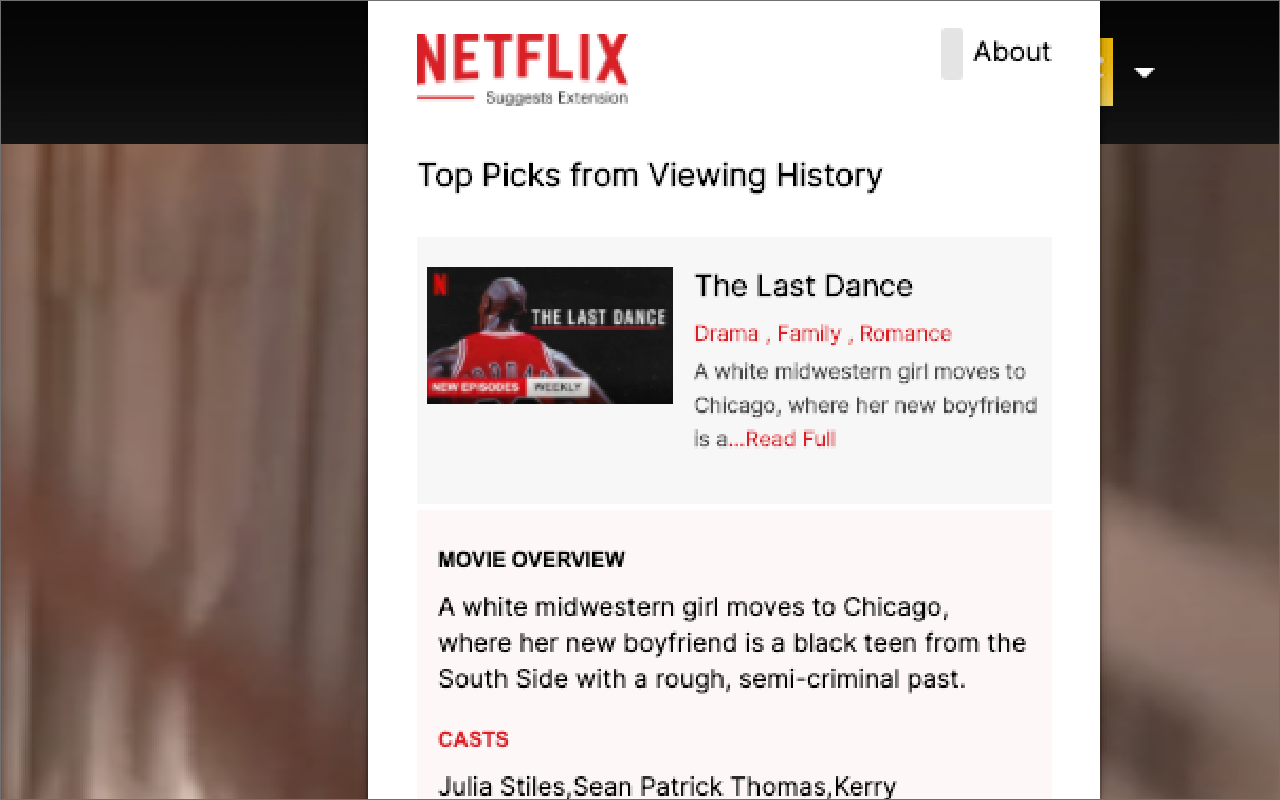 NETFLIX
About
Suggests Extension
Top Picks from Viewing History
N
THE LAST DANCE
NEW EPISODES WEEKLY
The Last Dance
Drama , Family , Romance
A white midwestern girl moves to
Chicago, where her new boyfriend
is a...Read Full
MOVIE OVERVIEW
A white midwestern girl moves to Chicago,
where her new boyfriend is a black teen from the
South Side with a rough, semi-criminal past.
CASTS
Julia Stiles,Sean Patrick Thomas,Kerry